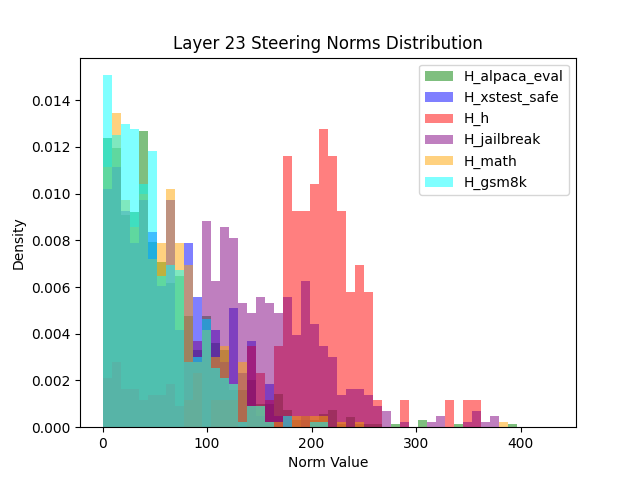 Layer 23 Steering Norms Distribution
H_alpaca_eval
H_xstest_safe
H_h
H_jailbreak
H_math
H_gsm8k
0.014
0.012
0.010
0.008
0.006
0.004
0.002
0.000
Density
0 100 200 300 400
Norm Value